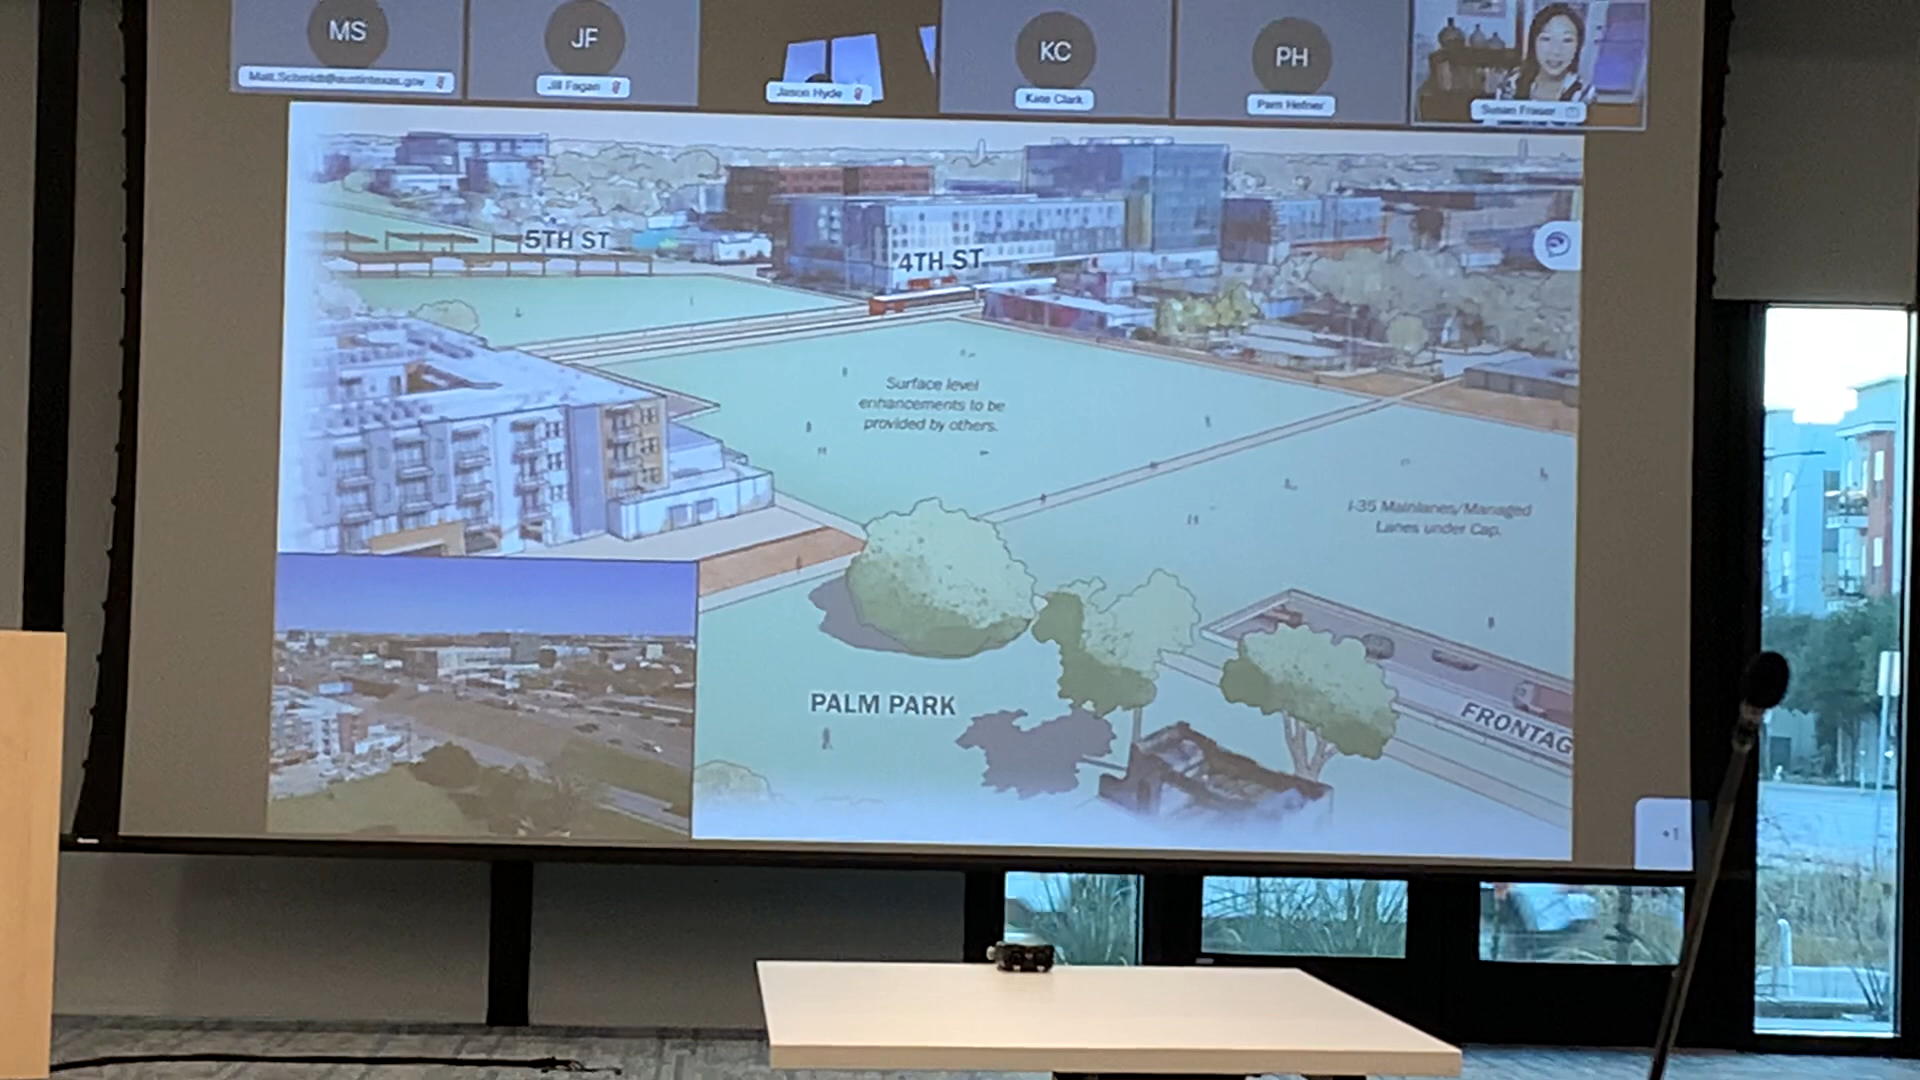 MS
JF
KC
PH
Matt.Schmidt@austintexas.gov
Jill Fagan
Jason Hyde
Kate Clark
Pam Hefner
Susan Fraser
5TH ST
4TH ST
Surface level
enhancements to be
provided by others.
I-35 Mainlanes/Managed
Lanes under Cap.
PALM PARK
FRONTAG
+1